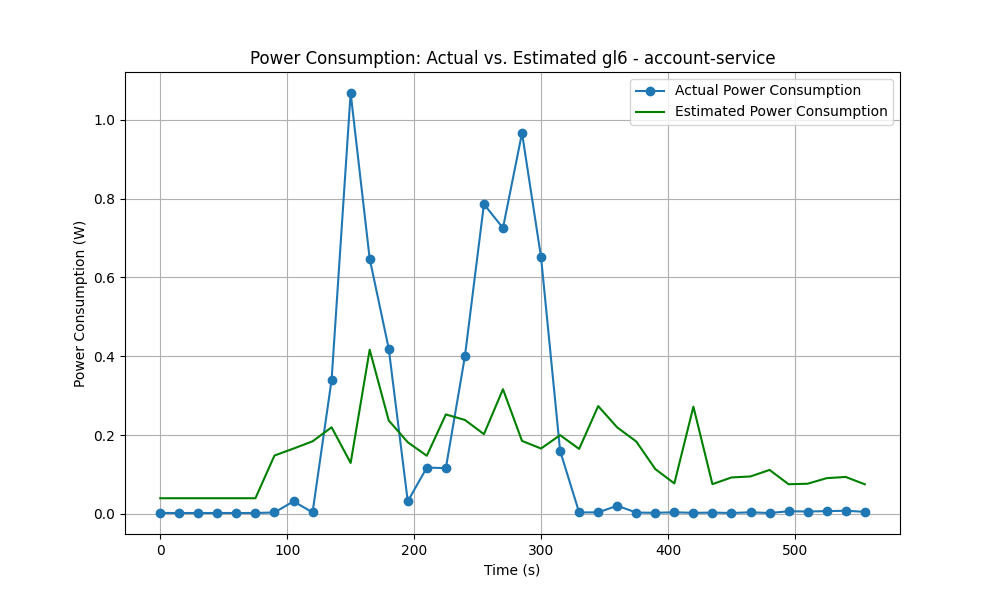 Power Consumption: Actual vs. Estimated gl6 - account-service
Actual Power Consumption
Estimated Power Consumption
Power Consumption (W)
1.0
0.8
0.6
0.4
0.2
0.0
0 100 200 300 400 500
Time (s)